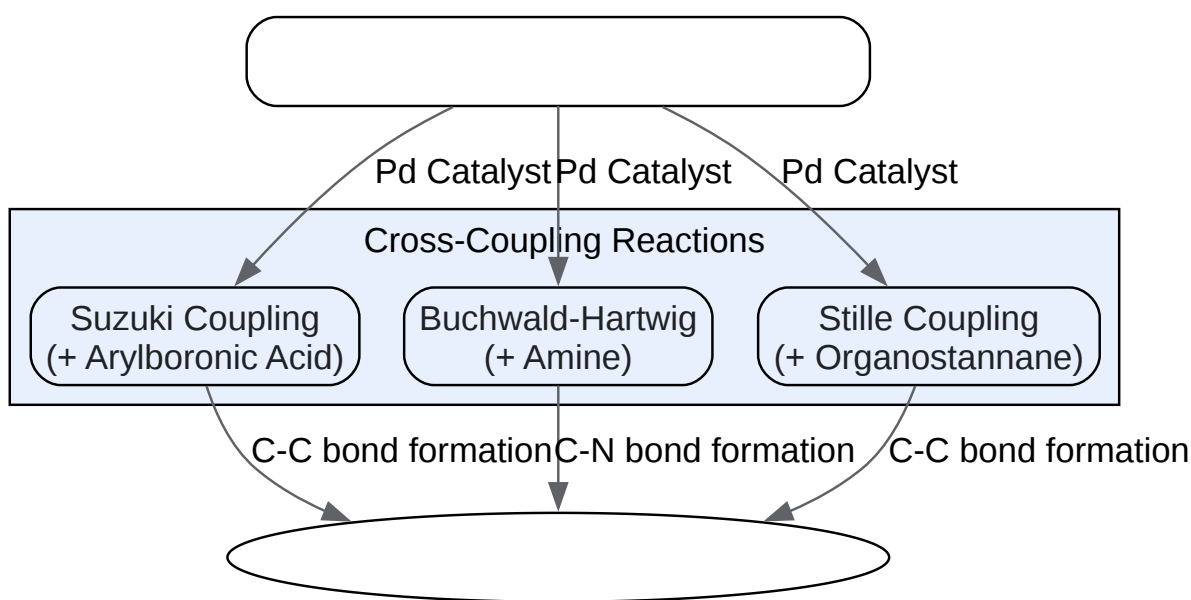 Pd Catalyst Pd Catalyst Pd Catalyst
Cross-Coupling Reactions
Suzuki Coupling
(+ Arylboronic Acid)
Buchwald-Hartwig
(+ Amine)
Stille Coupling
(+ Organostannane)
C-C bond formation C-N bond formation C-C bond formation